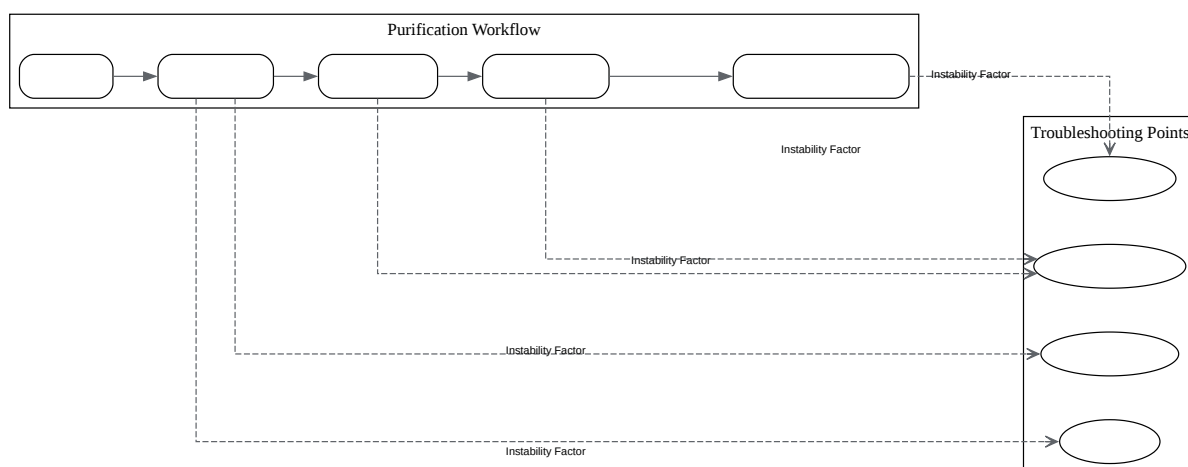 Purification Workflow
Instability Factor
Troubleshooting Points
Instability Factor
Instability Factor
Instability Factor
Instability Factor